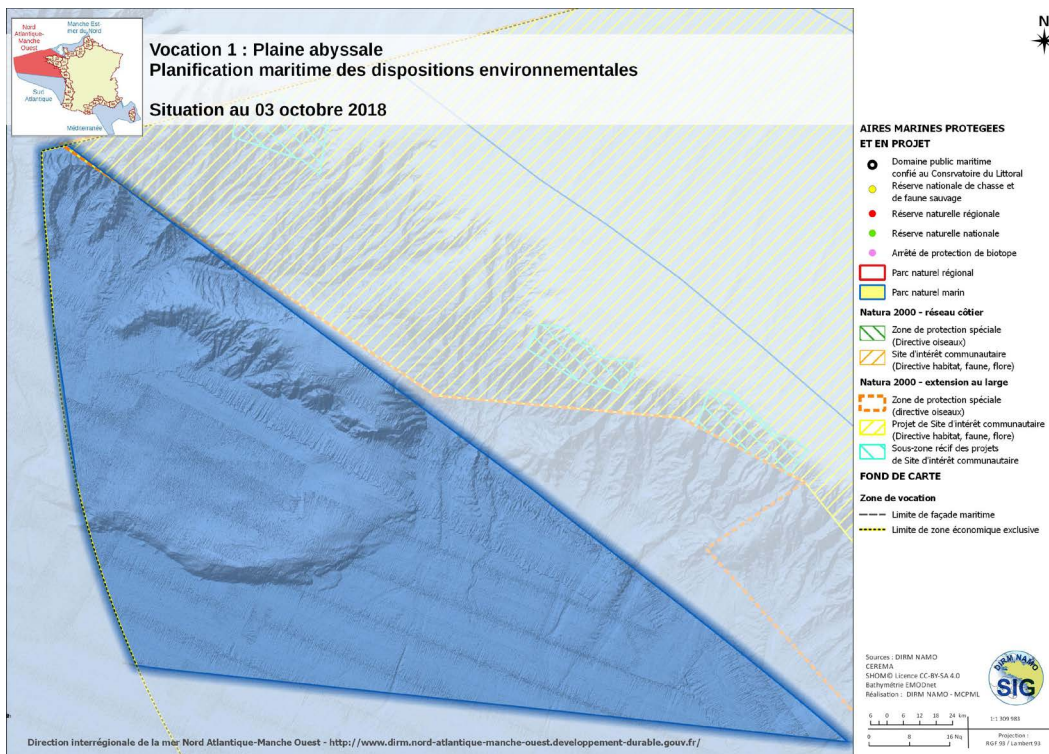 Nord
Atlantique-
Manche
Ouest
Manche Est
mer du Nord
Sud
Atlantique
Méditerranée
Vocation 1 : Plaine abyssale
Planification maritime des dispositions environnementales
Situation au 03 octobre 2018
N
AIRES MARINES PROTEGEES
ET EN PROJET
Domaine public maritime
confié au Consrvatoire du Littoral
Réserve nationale de chasse et
de faune sauvage
Réserve naturelle régionale
Réserve naturelle nationale
Arrêté de protection de biotope
Parc naturel régional
Parc naturel marin
Natura 2000 - réseau côtier
Zone de protection spéciale
(Directive oiseaux)
Site d'intérêt communautaire
(Directive habitat, faune, flore)
Natura 2000 - extension au large
Zone de protection spéciale
(directive oiseaux)
Projet de Site d'intérêt communautaire
(Directive habitat, faune, flore)
Sous-zone récif des projets
de Site d'intérêt communautaire
FOND DE CARTE
Zone de vocation
Limite de façade maritime
Limite de zone économique exclusive
Sources : DIRM NAMO
CEREMA
SHOM© Licence CC-BY-SA 4.0
Bathymétrie EMODnet
Réalisation : DIRM NAMO - MCPML
DIRM NAMO
SIG
6 0 6 12 18 24 km
0 8 16 Nq
1:1 309 983
Projection :
RGF 93 / Lambert 93
Direction interrégionale de la mer Nord Atlantique-Manche Ouest - http://www.dirm.nord-atlantique-manche-ouest.developpement-durable.gouv.fr/